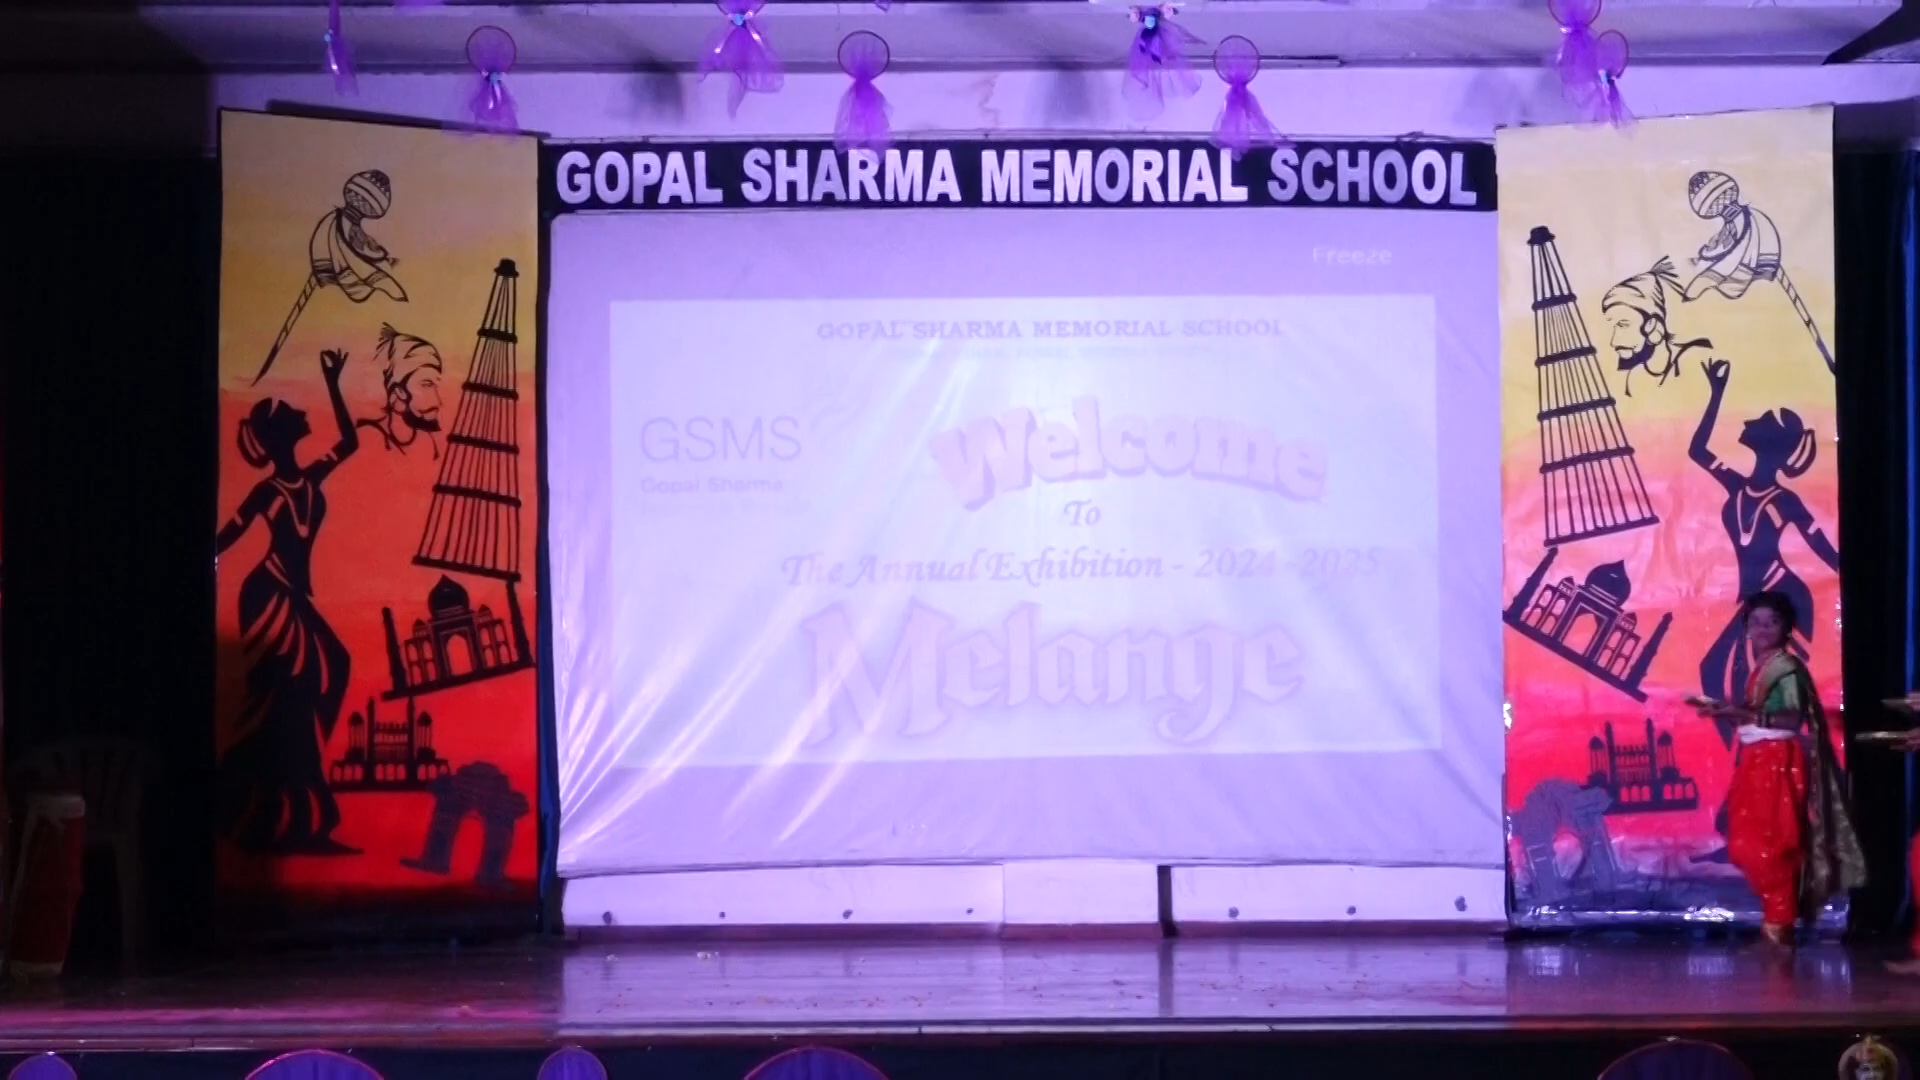 GOPAL SHARMA MEMORIAL SCHOOL
Freeze
GOPAL SHARMA MEMORIAL SCHOOL
GSMS
Gopal Sharma
Welcome
To
The Annual Exhibition - 2024-2025
Melange